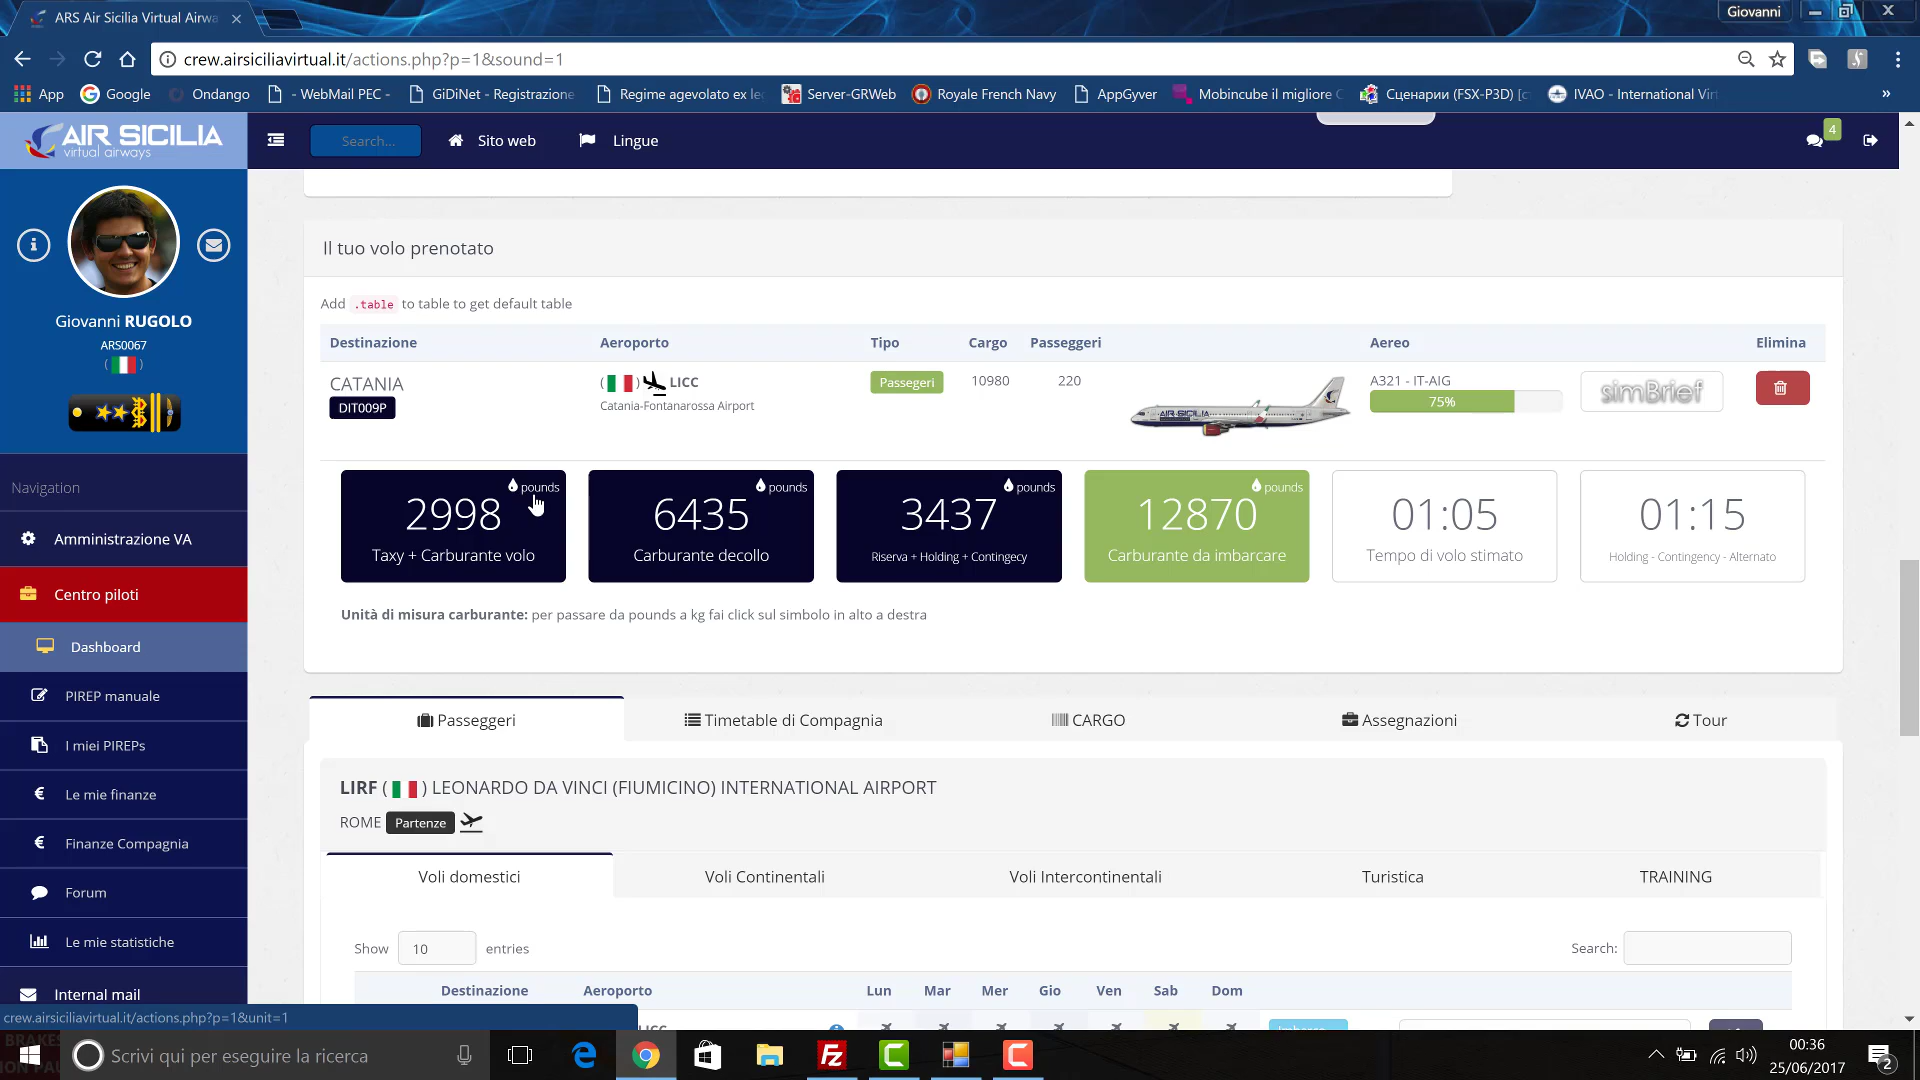 ARS Air Sicilia Virtual Airwa
Giovanni
crew.airsiciliavirtual.it/actions.php?p=1&sound=1
App
Google
Ondango
- WebMail PEC -
GiDiNet - Registrazione
Regime agevolato ex le
Server-GRWeb
Royale French Navy
AppGyver
Mobincube il migliore C
Сценарии (FSX-P3D) [с
IVAO - International Virt
»
AIR SICILIA
virtual airways
Search...
Sito web
Lingue
4
Giovanni RUGOLO
ARS0067
Navigation
Amministrazione VA
Centro piloti
Dashboard
PIREP manuale
I miei PIREPs
Le mie finanze
Finanze Compagnia
Forum
Le mie statistiche
Internal mail
Il tuo volo prenotato
Add .table to table to get default table
Destinazione Aeroporto Tipo Cargo Passeggeri Aereo Elimina
CATANIA
DIT009P
( ) LICC
Catania-Fontanarossa Airport
Passegeri
10980
220
AIR SICILIA
A321 - IT-AIG
75%
simBrief
pounds
2998
Taxy + Carburante volo
pounds
6435
Carburante decollo
pounds
3437
Riserva + Holding + Contingecy
pounds
12870
Carburante da imbarcare
01:05
Tempo di volo stimato
01:15
Holding - Contingency - Alternato
Unità di misura carburante: per passare da pounds a kg fai click sul simbolo in alto a destra
Passeggeri
Timetable di Compagnia
CARGO
Assegnazioni
Tour
LIRF ( ) LEONARDO DA VINCI (FIUMICINO) INTERNATIONAL AIRPORT
ROME Partenze
Voli domestici
Voli Continentali
Voli Intercontinentali
Turistica
TRAINING
Show 10 entries
Search:
Destinazione Aeroporto Lun Mar Mer Gio Ven Sab Dom
crew.airsiciliavirtual.it/actions.php?p=1&unit=1
Scrivi qui per eseguire la ricerca
00:36
25/06/2017
2